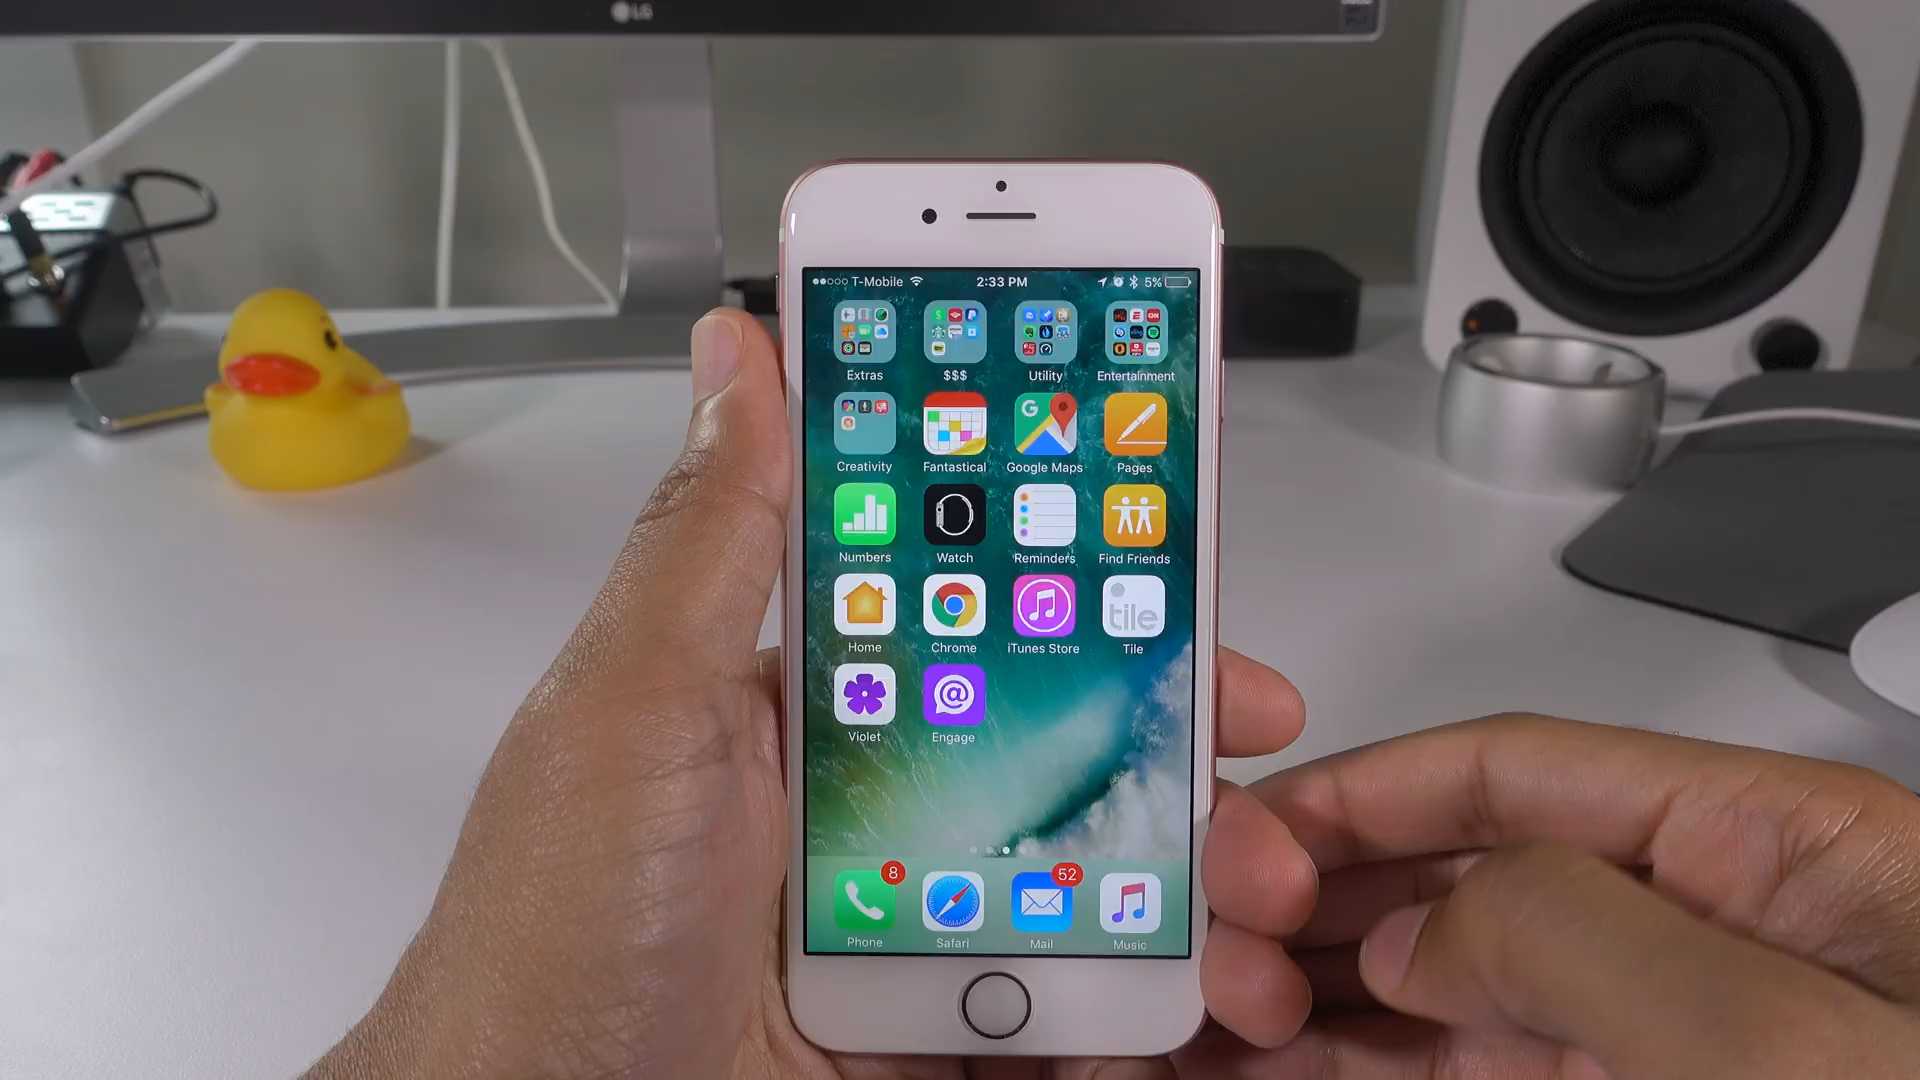 LG
T-Mobile 2:33 PM 5%
Extras $$$ Utility Entertainment
Creativity Fantastical Google Maps Pages
Numbers Watch Reminders Find Friends
tile
Home Chrome iTunes Store Tile
Violet Engage
8 52
Phone Safari Mail Music